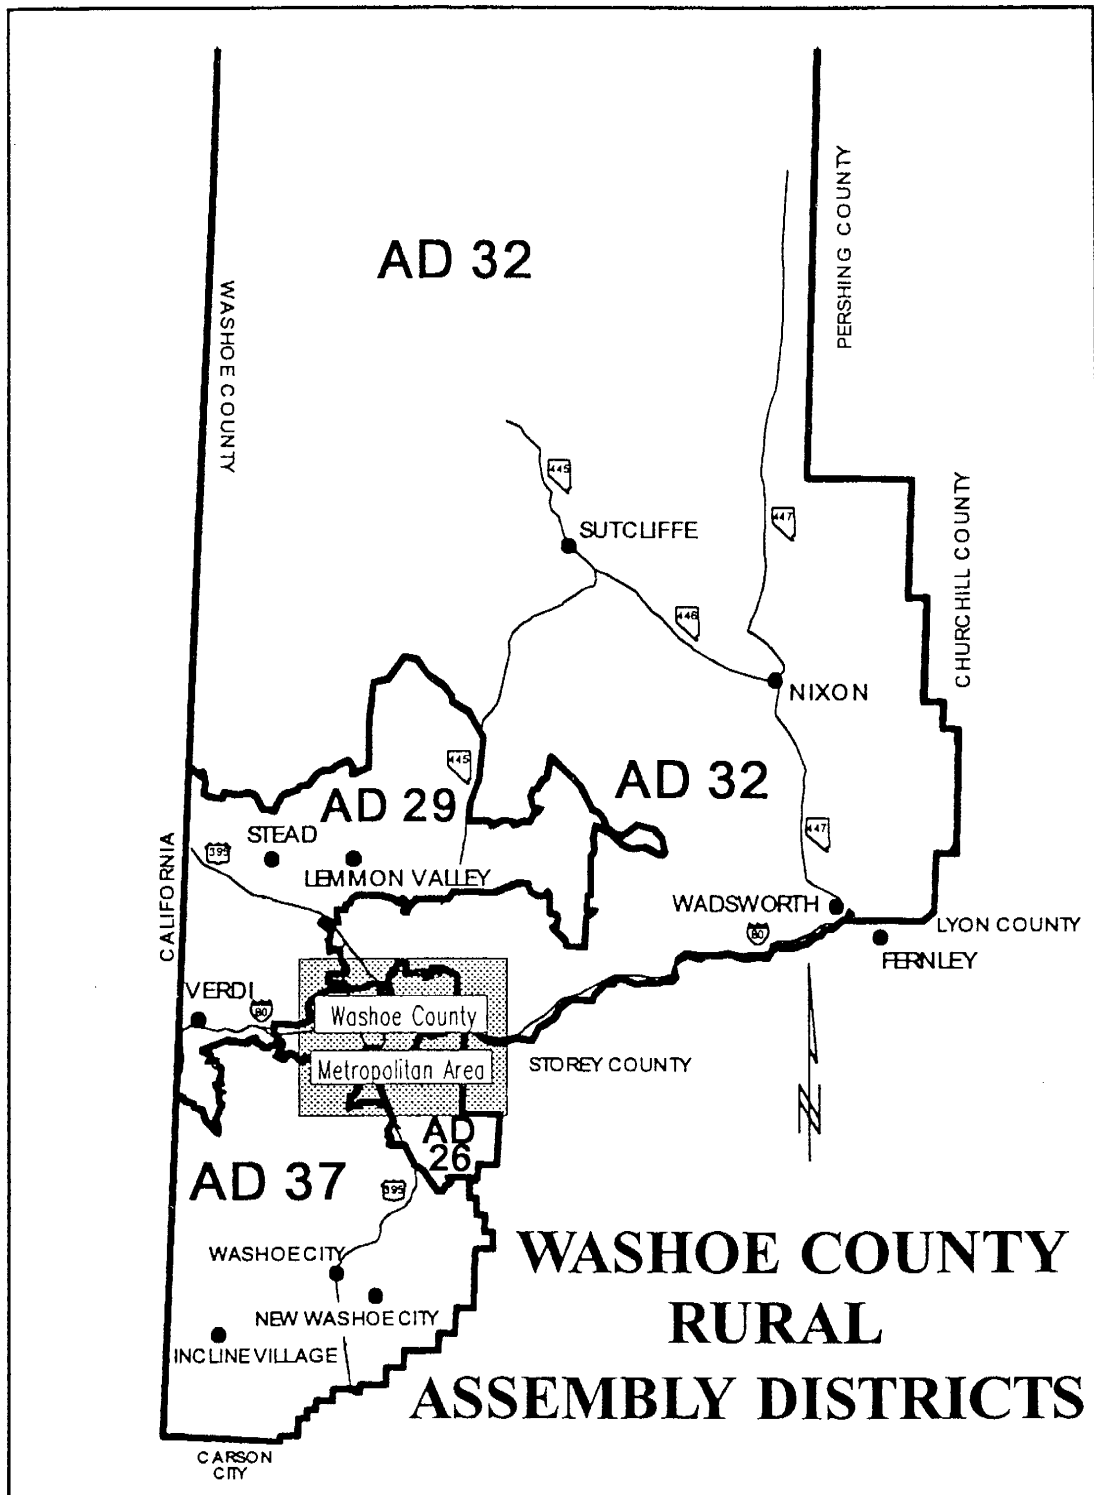 AD 32
WASHOE COUNTY
PERSHING COUNTY
445
SUTCLIFFE
447
CHURCHILL COUNTY
446
NIXON
445
AD 32
AD 29
STEAD
395
LEMMON VALLEY
447
CALIFORNIA
WADSWORTH
LYON COUNTY
80
FERNLEY
VERDI
80
Washoe County
Metropolitan Area
STOREY COUNTY
N
AD
26
AD 37
395
WASHOE CITY
NEW WASHOE CITY
INCLINE VILLAGE
WASHOE COUNTY
RURAL
ASSEMBLY DISTRICTS
CARSON
CITY